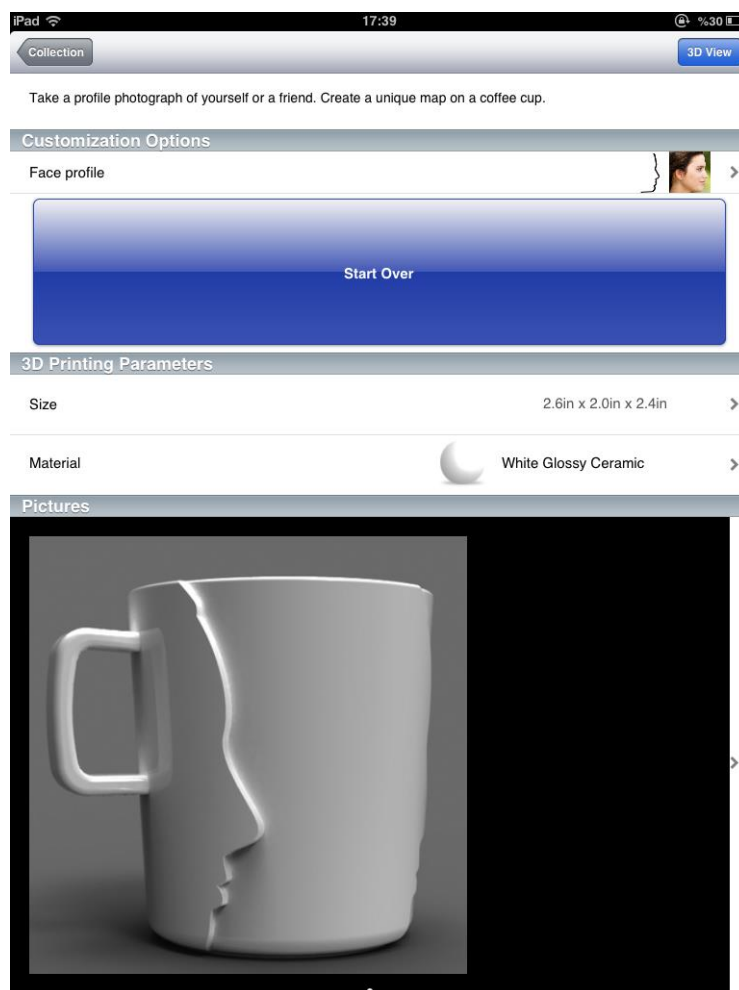 iPad 17:39 %30
Collection 3D View
Take a profile photograph of yourself or a friend. Create a unique map on a coffee cup.
Customization Options
Face profile
Start Over
3D Printing Parameters
Size 2.6in x 2.0in x 2.4in
Material White Glossy Ceramic
Pictures